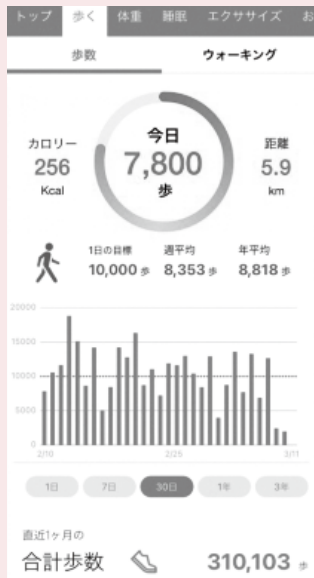 トップ 歩く 体重 睡眠 エクササイズ お
歩数 ウォーキング
カロリー
256
Kcal
今日
7,800
歩
距離
5.9
km
1日の目標 週平均 年平均
10,000 歩 8,353 歩 8,818 歩
20000
15000
10000
5000
0
2/10 2/25 3/11
1日 7日 30日 1年 3年
直近1ヶ月の
合計歩数 310,103 歩